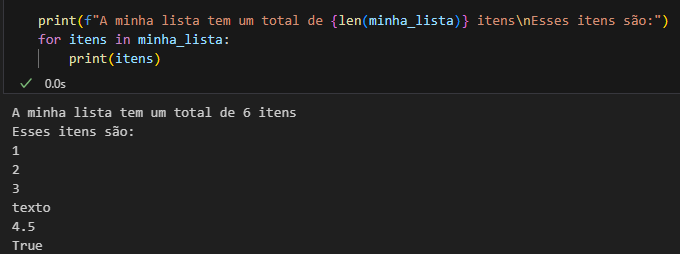 print(f"A minha lista tem um total de {len(minha_lista)} itens\nEsses itens são:")
for itens in minha_lista:
    print(itens)
0.0s
A minha lista tem um total de 6 itens
Esses itens são:
1
2
3
texto
4.5
True